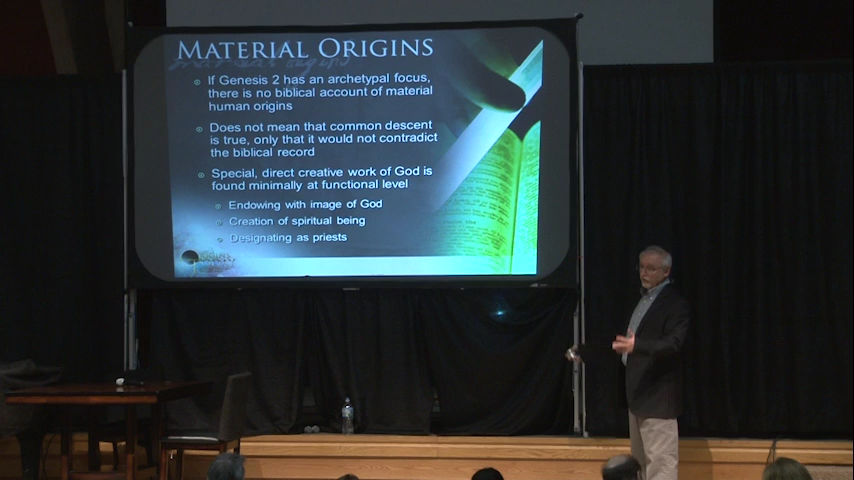 MATERIAL ORIGINS
If Genesis 2 has an archetypal focus,
there is no biblical account of material
human origins
Does not mean that common descent
is true, only that it would not contradict
the biblical record
Special, direct creative work of God is
found minimally at functional level
Endowing with image of God
Creation of spiritual being
Designating as priests